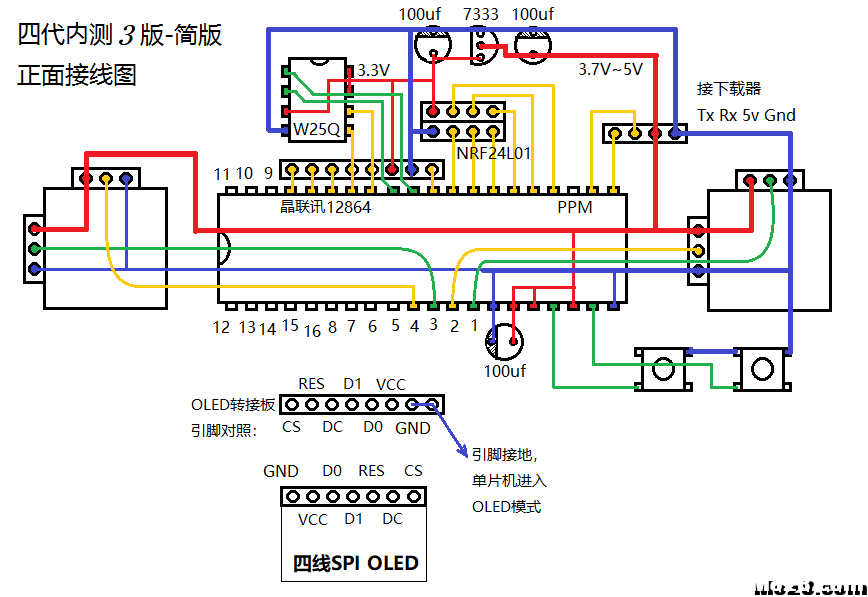 四代内测 3 版-简版
正面接线图
100uf 7333 100uf
3.3V
3.7V~5V
接下载器
Tx Rx 5v Gnd
W25Q
NRF24L01
11 10 9
晶联讯12864
PPM
12 13 14 15 16 8 7 6 5 4 3 2 1
100uf
RES D1 VCC
OLED转接板
引脚对照:
CS DC D0 GND
引脚接地,
单片机进入
OLED模式
GND D0 RES CS
VCC D1 DC
四线SPI OLED
Mozu8.com